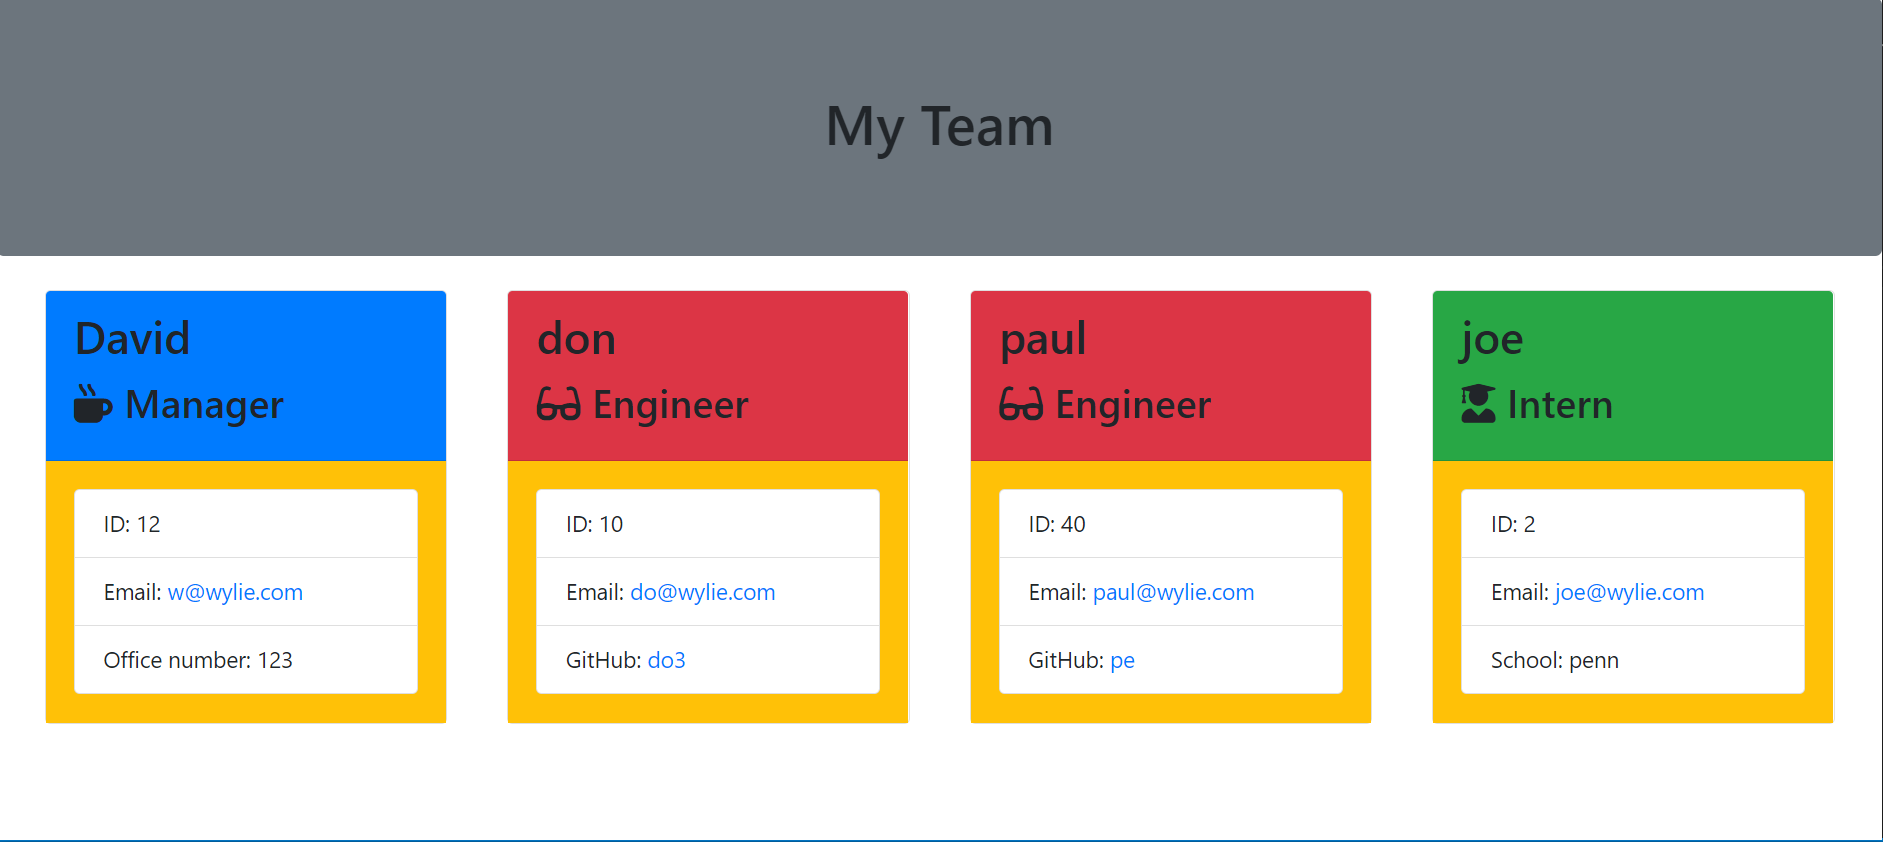 My Team
David
Manager
ID: 12
Email: w@wylie.com
Office number: 123
don
Engineer
ID: 10
Email: do@wylie.com
GitHub: do3
paul
Engineer
ID: 40
Email: paul@wylie.com
GitHub: pe
joe
Intern
ID: 2
Email: joe@wylie.com
School: penn